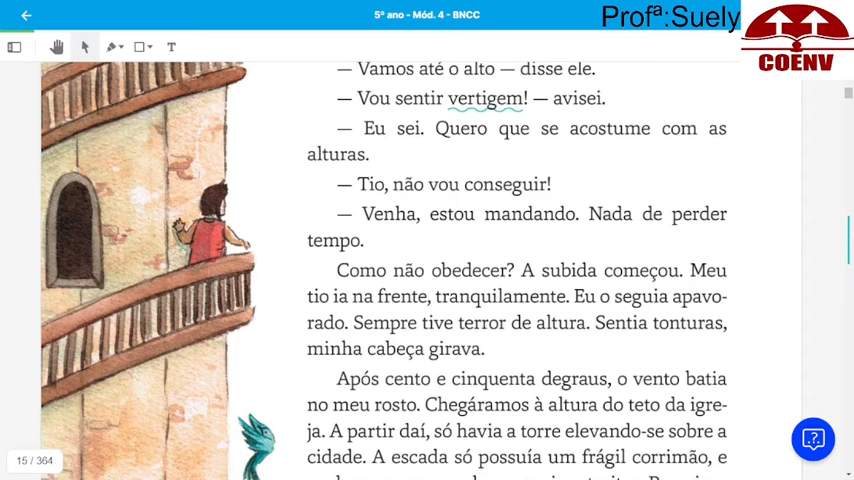 5º ano - Mód. 4 - BNCC
Profª:Suely
COENV
T
— Vamos até o alto — disse ele.
— Vou sentir vertigem! — avisei.
— Eu sei. Quero que se acostume com as
alturas.
— Tio, não vou conseguir!
— Venha, estou mandando. Nada de perder
tempo.
Como não obedecer? A subida começou. Meu
tio ia na frente, tranquilamente. Eu o seguia apavo-
rado. Sempre tive terror de altura. Sentia tonturas,
minha cabeça girava.
Após cento e cinquenta degraus, o vento batia
no meu rosto. Chegáramos à altura do teto da igre-
ja. A partir daí, só havia a torre elevando-se sobre a
cidade. A escada só possuía um frágil corrimão, e
15 / 364